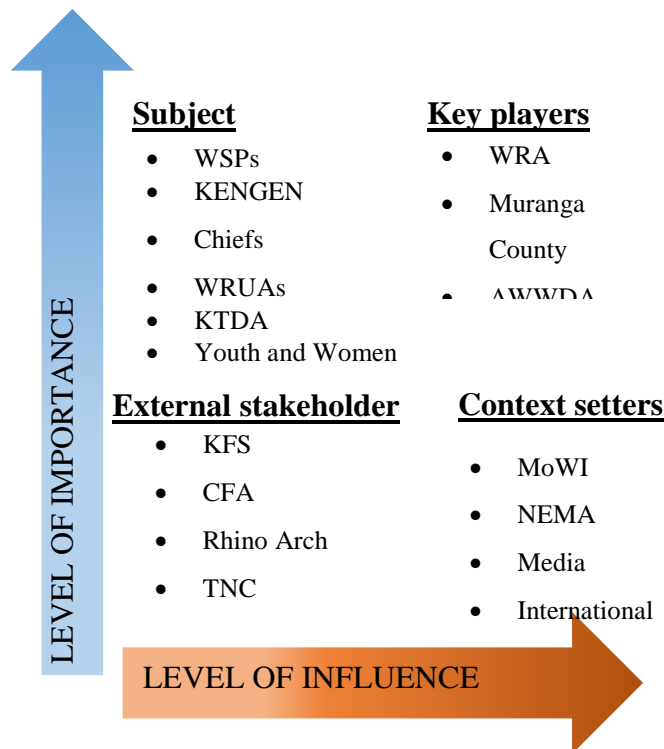 Subject
• WSPs
• KENGEN
• Chiefs
• WRUAs
• KTDA
• Youth and Women
Key players
• WRA
• Muranga
County
• AWWDA
External stakeholder
• KFS
• CFA
• Rhino Arch
• TNC
Context setters
• MoWI
• NEMA
• Media
• International
LEVEL OF IMPORTANCE
LEVEL OF INFLUENCE